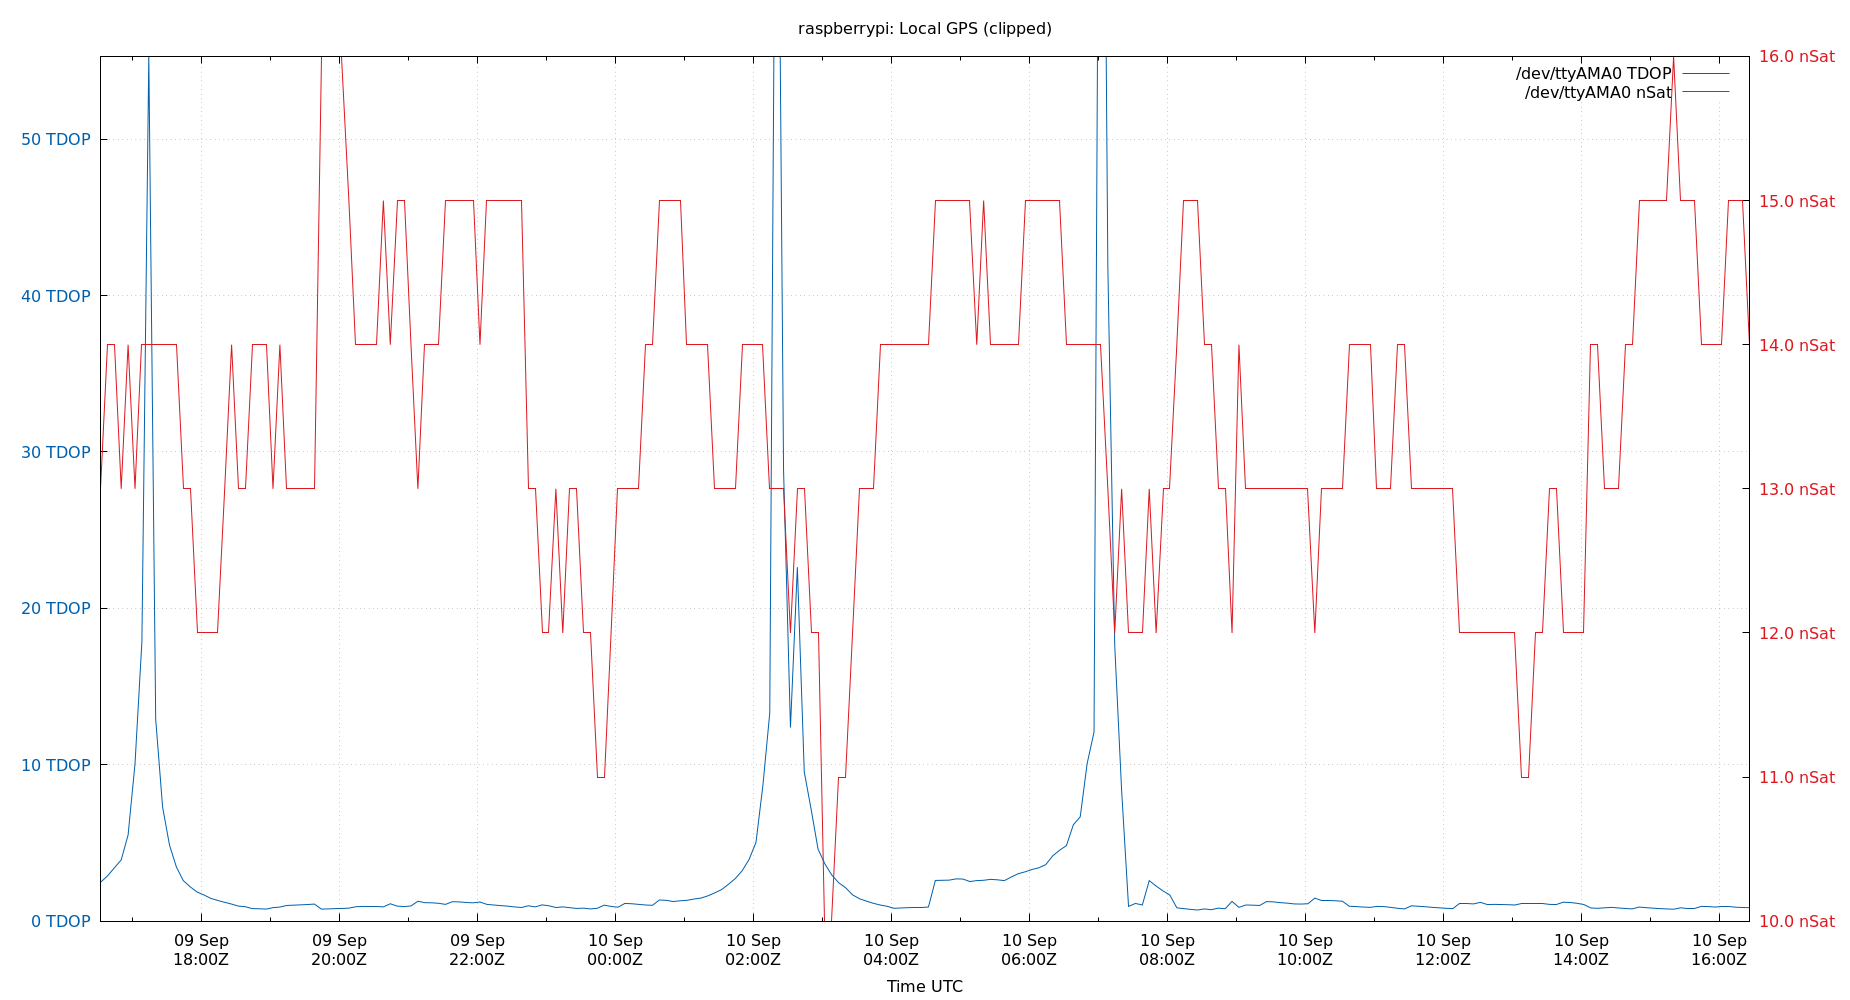 raspberrypi: Local GPS (clipped)
/dev/ttyAMA0 TDOP
/dev/ttyAMA0 nSat
50 TDOP
40 TDOP
30 TDOP
20 TDOP
10 TDOP
0 TDOP
16.0 nSat
15.0 nSat
14.0 nSat
13.0 nSat
12.0 nSat
11.0 nSat
10.0 nSat
09 Sep
18:00Z
09 Sep
20:00Z
09 Sep
22:00Z
10 Sep
00:00Z
10 Sep
02:00Z
10 Sep
04:00Z
10 Sep
06:00Z
10 Sep
08:00Z
10 Sep
10:00Z
10 Sep
12:00Z
10 Sep
14:00Z
10 Sep
16:00Z
Time UTC